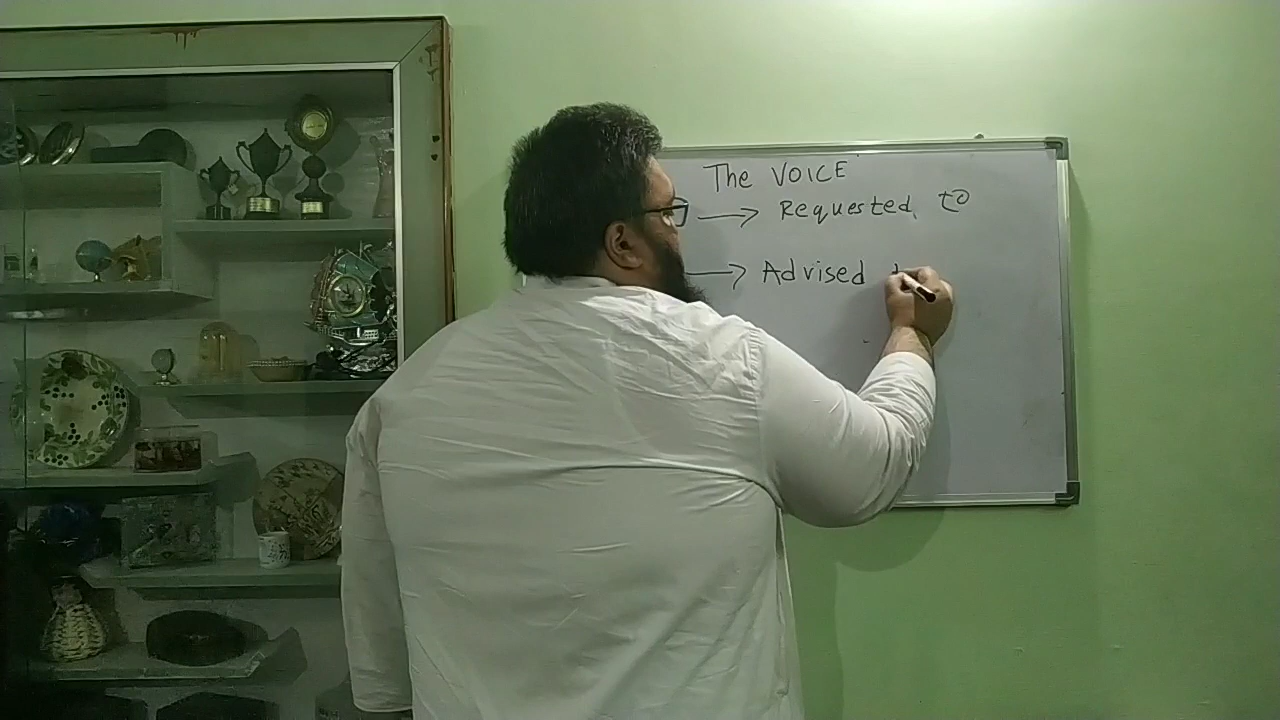 The VOICE
→ Requested, to
→ Advised